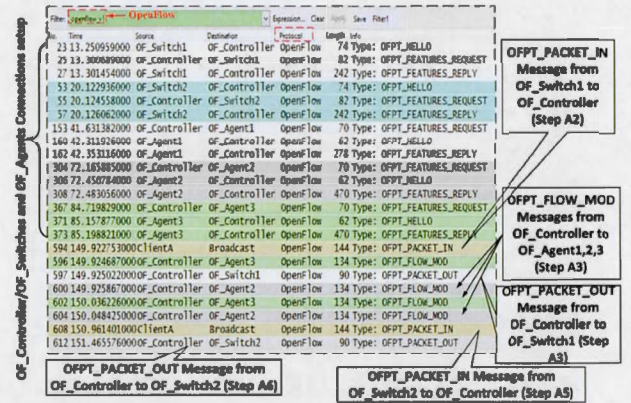 Filter: openflow_v1 OpenFlow Expression... Clear Apply Save Filter1
No. Time Source Destination Protocol Length Info
23 13.250959000 OF_Switch1 OF_Controller OpenFlow 74 Type: OFPT_HELLO
25 13.300689000 OF_Controller OF_Switch1 OpenFlow 82 Type: OFPT_FEATURES_REQUEST
27 13.301454000 OF_Switch1 OF_Controller OpenFlow 242 Type: OFPT_FEATURES_REPLY
53 20.122936000 OF_Switch2 OF_Controller OpenFlow 74 Type: OFPT_HELLO
55 20.124558000 OF_Controller OF_Switch2 OpenFlow 82 Type: OFPT_FEATURES_REQUEST
57 20.126062000 OF_Switch2 OF_Controller OpenFlow 242 Type: OFPT_FEATURES_REPLY
153 41.631382000 OF_Controller OF_Agent1 OpenFlow 70 Type: OFPT_FEATURES_REQUEST
160 42.311926000 OF_Agent1 OF_Controller OpenFlow 62 Type: OFPT_HELLO
162 42.353116000 OF_Agent1 OF_Controller OpenFlow 278 Type: OFPT_FEATURES_REPLY
304 72.165885000 OF_Controller OF_Agent2 OpenFlow 70 Type: OFPT_FEATURES_REQUEST
306 72.450784000 OF_Agent2 OF_Controller OpenFlow 62 Type: OFPT_HELLO
308 72.483056000 OF_Agent2 OF_Controller OpenFlow 470 Type: OFPT_FEATURES_REPLY
367 84.719829000 OF_Controller OF_Agent3 OpenFlow 70 Type: OFPT_FEATURES_REQUEST
371 85.157877000 OF_Agent3 OF_Controller OpenFlow 62 Type: OFPT_HELLO
373 85.198821000 OF_Agent3 OF_Controller OpenFlow 470 Type: OFPT_FEATURES_REPLY
594 149.922753000 ClientA Broadcast OpenFlow 144 Type: OFPT_PACKET_IN
596 149.924687000 OF_Controller OF_Agent3 OpenFlow 134 Type: OFPT_FLOW_MOD
597 149.925022000 OF_Controller OF_Switch1 OpenFlow 90 Type: OFPT_PACKET_OUT
600 149.925867000 OF_Controller OF_Agent2 OpenFlow 134 Type: OFPT_FLOW_MOD
602 150.036226000 OF_Controller OF_Agent3 OpenFlow 134 Type: OFPT_FLOW_MOD
604 150.048425000 OF_Controller OF_Agent2 OpenFlow 134 Type: OFPT_FLOW_MOD
608 150.961401000 ClientA Broadcast OpenFlow 144 Type: OFPT_PACKET_IN
612 151.465576000 OF_Controller OF_Switch2 OpenFlow 90 Type: OFPT_PACKET_OUT
OF_Controller/OF_Switches and OF_Agents Connections setup
OFPT_PACKET_IN
Message from
OF_Switch1 to
OF_Controller
(Step A2)
OFPT_FLOW_MOD
Messages from
OF_Controller to
OF_Agent1,2,3
(Step A3)
OFPT_PACKET_OUT
Message from
OF_Controller to
OF_Switch1 (Step
A3)
OFPT_PACKET_OUT Message from
OF_Controller to OF_Switch2 (Step A6)
OFPT_PACKET_IN Message from
OF_Switch2 to OF_Controller (Step A5)